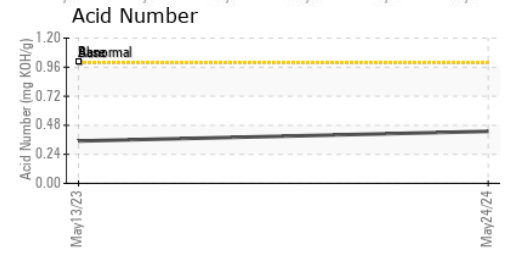 Acid Number
Acid Number (mg KOH/g)
1.20
0.96
0.72
0.48
0.24
0.00
Abnormal
May13/23
May24/24